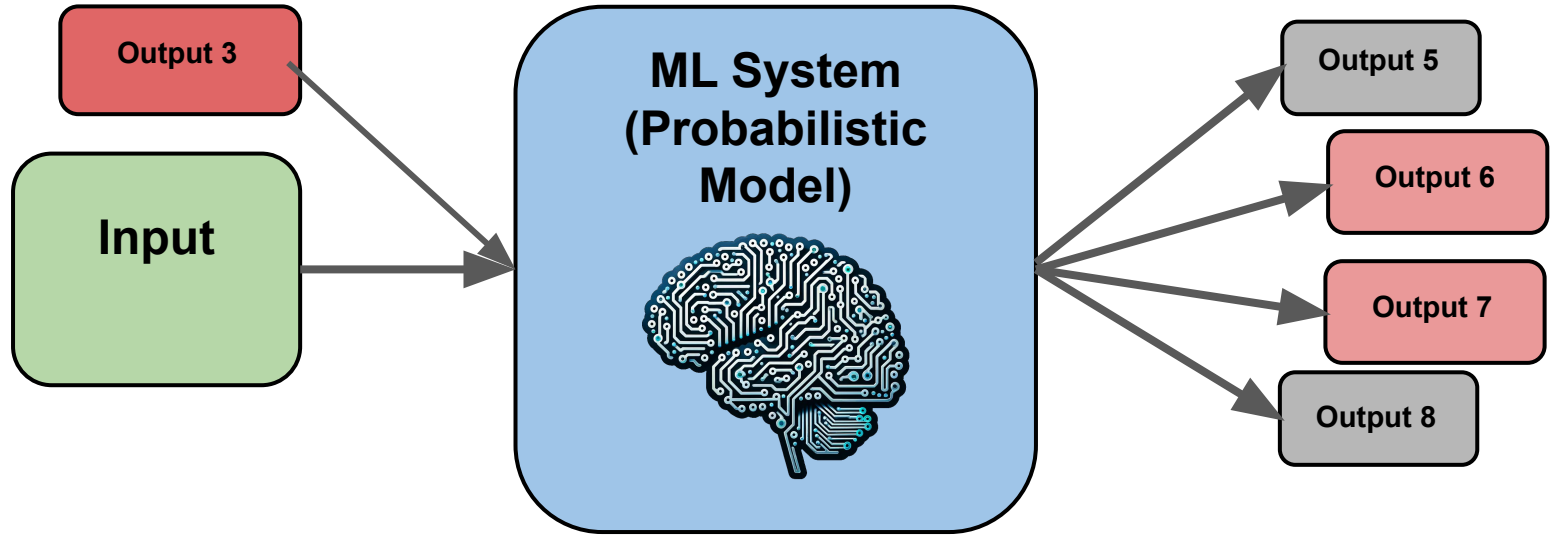 Output 3
Input
ML System
(Probabilistic
Model)
Output 5
Output 6
Output 7
Output 8